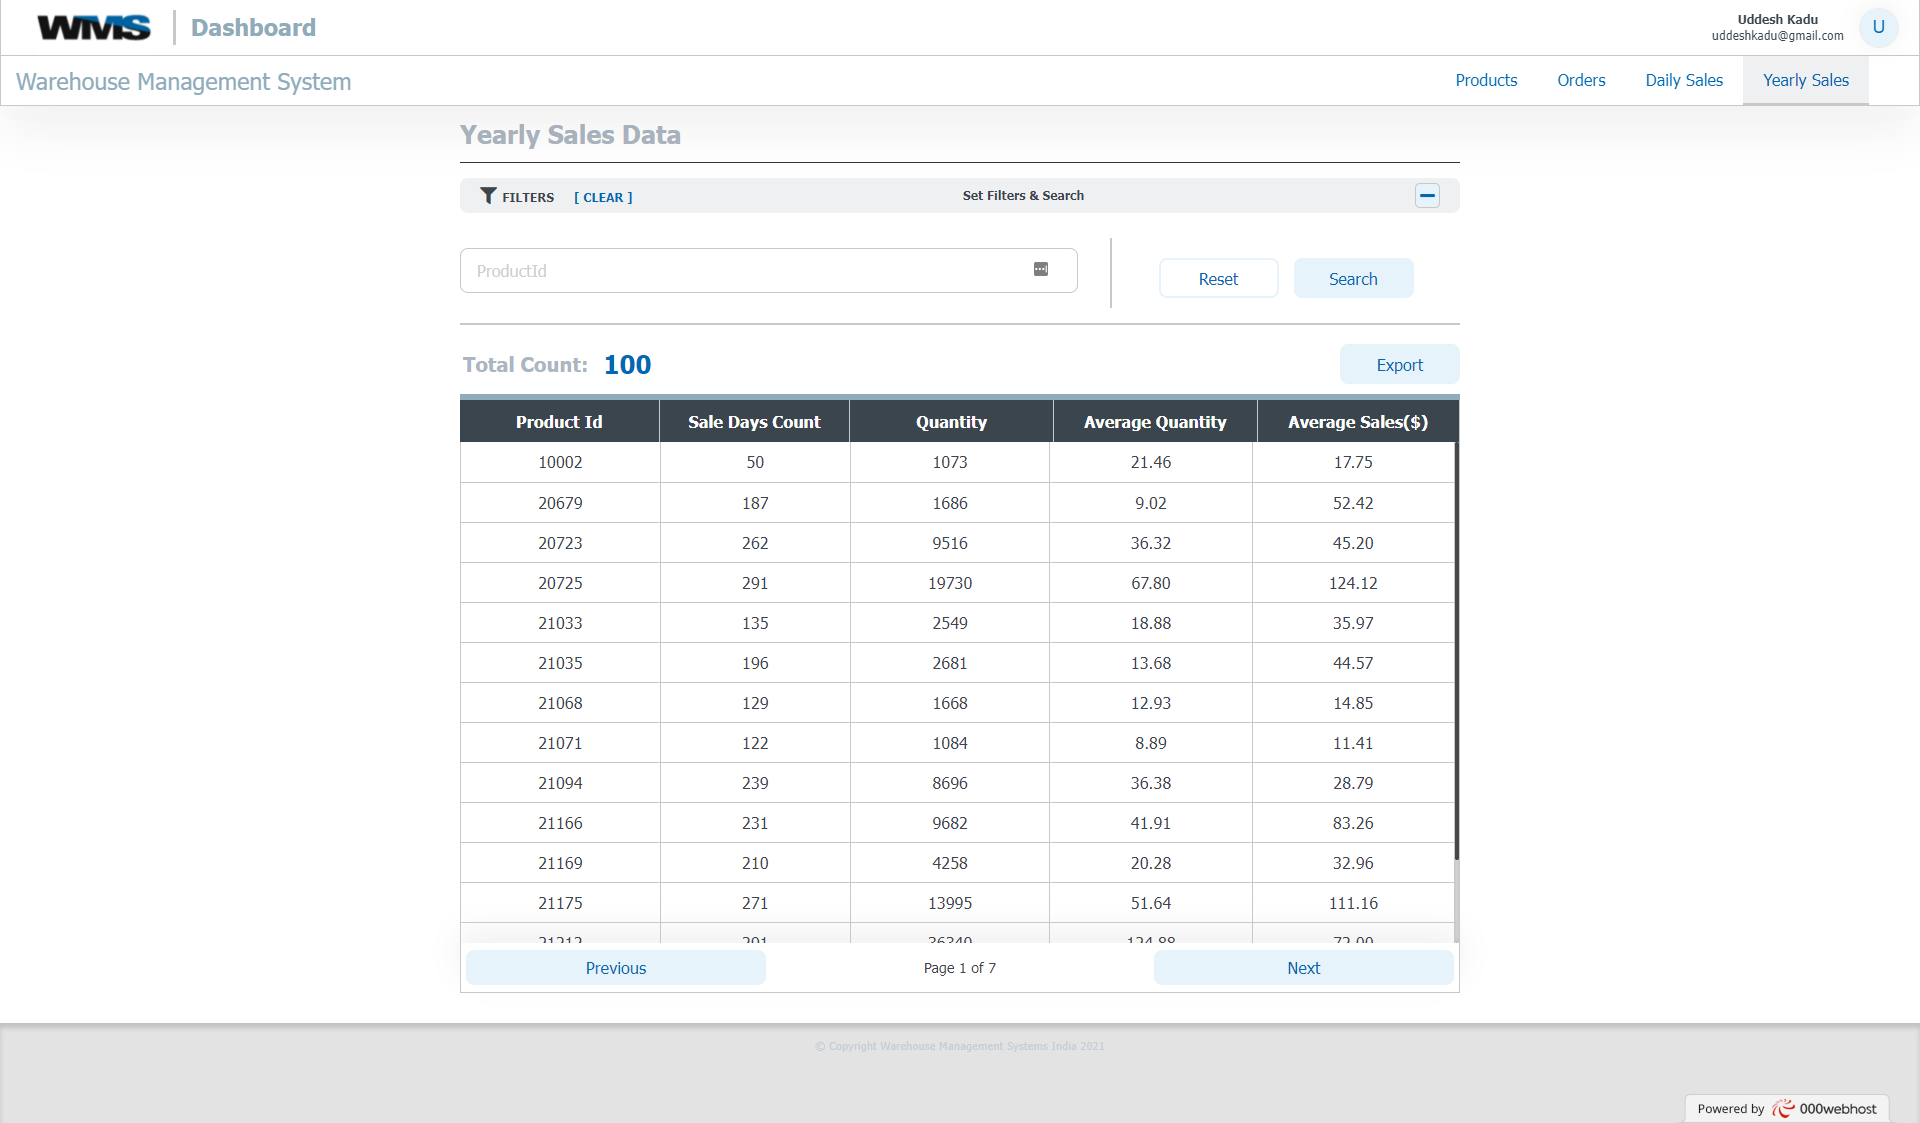 WMS Dashboard
Uddesh Kadu
uddeshkadu@gmail.com
U
Warehouse Management System
Products Orders Daily Sales Yearly Sales
Yearly Sales Data
FILTERS [ CLEAR ] Set Filters & Search
ProductId
Reset Search
Total Count: 100 Export
Product Id Sale Days Count Quantity Average Quantity Average Sales($)
10002 50 1073 21.46 17.75
20679 187 1686 9.02 52.42
20723 262 9516 36.32 45.20
20725 291 19730 67.80 124.12
21033 135 2549 18.88 35.97
21035 196 2681 13.68 44.57
21068 129 1668 12.93 14.85
21071 122 1084 8.89 11.41
21094 239 8696 36.38 28.79
21166 231 9682 41.91 83.26
21169 210 4258 20.28 32.96
21175 271 13995 51.64 111.16
Previous Page 1 of 7 Next
© Copyright Warehouse Management Systems India 2021
Powered by 000webhost